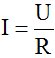 I = U/R